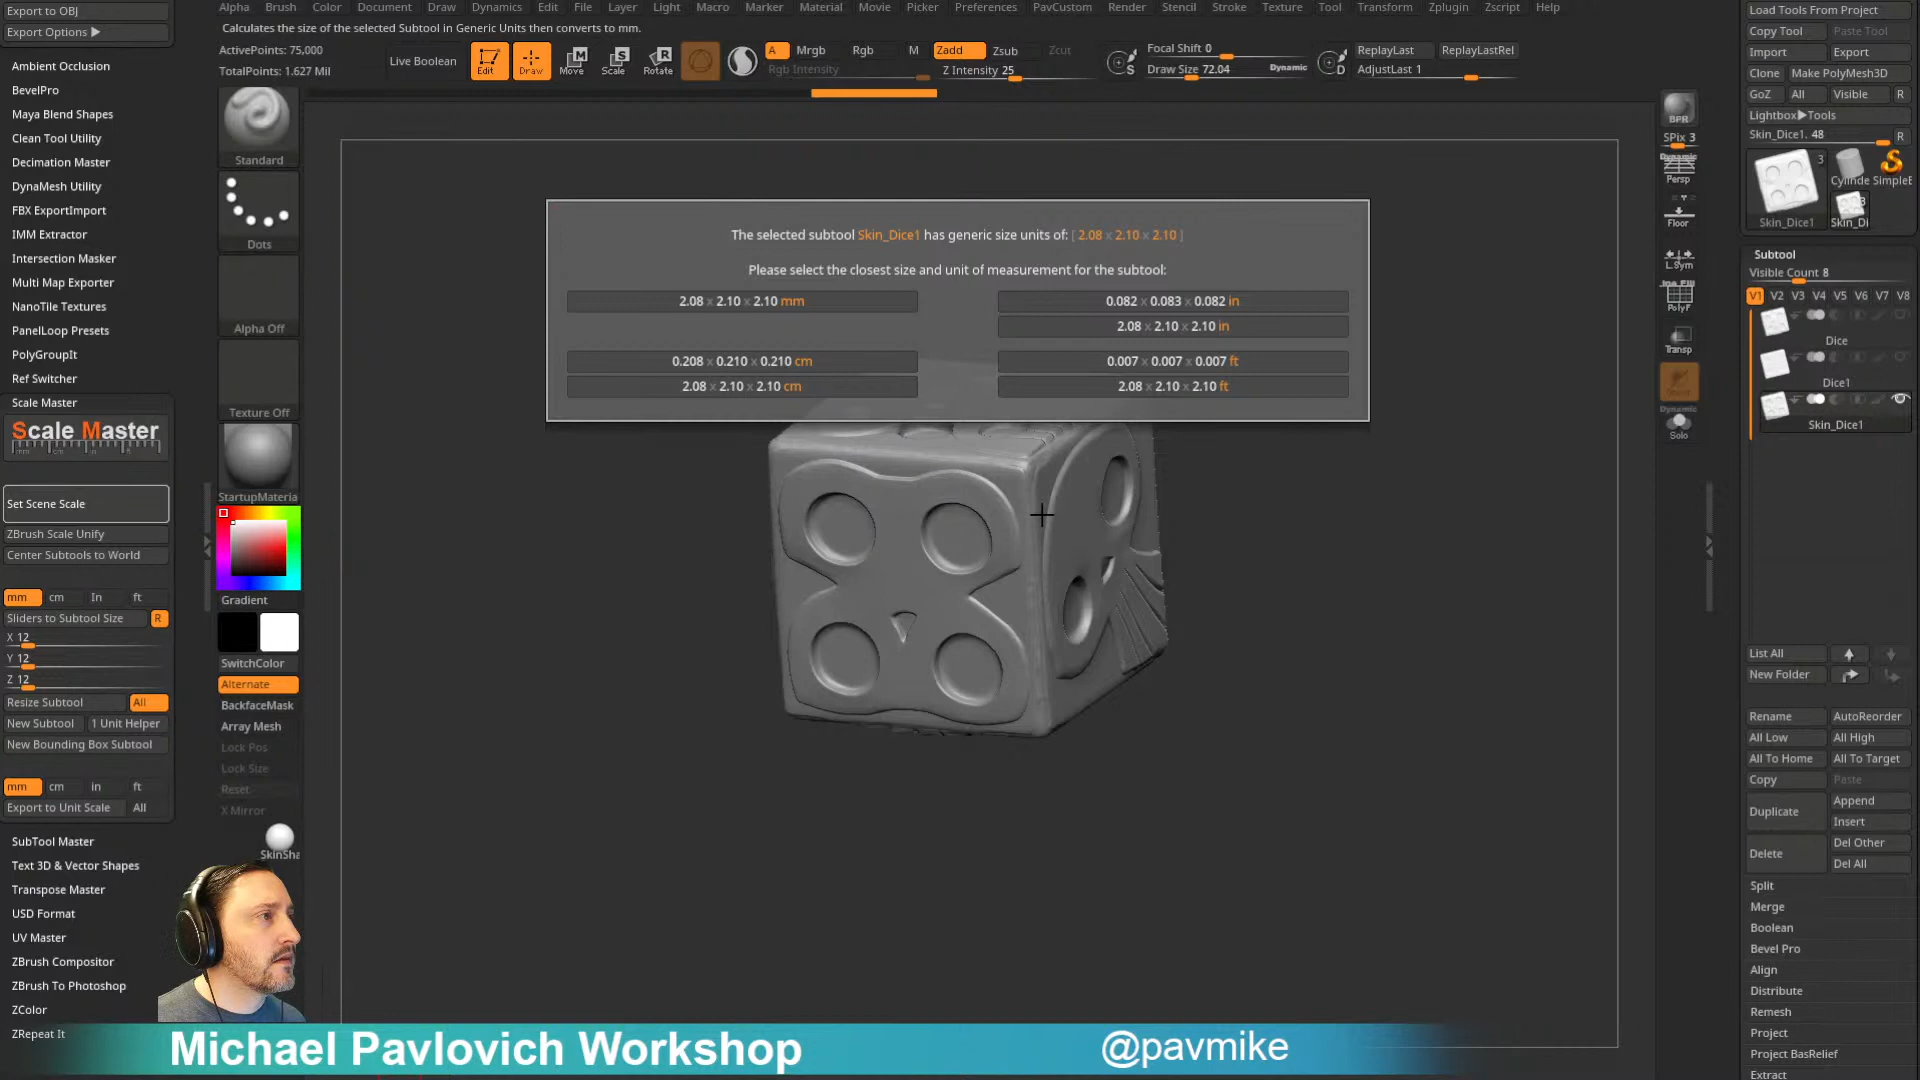 Alpha Brush Color Document Draw Dynamics Edit File Layer Light Macro Marker Material Movie Picker Preferences PavCustom Render Stencil Stroke Texture Tool Transform Zplugin Zscript Help
Calculates the size of the selected Subtool in Generic Units then converts to mm.
ActivePoints: 75,000
TotalPoints: 1.627 Mil
Live Boolean
Edit
Draw
Move
Scale
Rotate
A
Mrgb
Rgb
M
Rgb Intensity
Zadd
Zsub
Zcut
Z Intensity 25
Focal Shift 0
Draw Size 72.04
Dynamic
ReplayLast
ReplayLastRel
AdjustLast 1
Export to OBJ
Export Options
Ambient Occlusion
BevelPro
Maya Blend Shapes
Clean Tool Utility
Decimation Master
DynaMesh Utility
FBX ExportImport
IMM Extractor
Intersection Masker
Multi Map Exporter
NanoTile Textures
PanelLoop Presets
PolyGroupIt
Ref Switcher
Scale Master
Scale Master
Set Scene Scale
ZBrush Scale Unify
Center Subtools to World
mm cm In ft
Sliders to Subtool Size R
X 12
Y 12
Z 12
Resize Subtool All
New Subtool 1 Unit Helper
New Bounding Box Subtool
mm cm in ft
Export to Unit Scale All
SubTool Master
Text 3D & Vector Shapes
Transpose Master
USD Format
UV Master
ZBrush Compositor
ZBrush To Photoshop
ZColor
ZRepeat It
Standard
Dots
Alpha Off
Texture Off
StartupMateria
Gradient
SwitchColor
Alternate
BackfaceMask
Array Mesh
Lock Pos
Lock Size
Reset
X Mirror
SkinSha
The selected subtool Skin_Dice1 has generic size units of: [ 2.08 x 2.10 x 2.10 ]
Please select the closest size and unit of measurement for the subtool:
2.08 x 2.10 x 2.10 mm
0.082 x 0.083 x 0.082 in
2.08 x 2.10 x 2.10 in
0.208 x 0.210 x 0.210 cm
0.007 x 0.007 x 0.007 ft
2.08 x 2.10 x 2.10 cm
2.08 x 2.10 x 2.10 ft
BPR
SPix 3
Dynamic
Persp
Floor
L.Sym
PolyF
Transp
Dynamic
Solo
Load Tools From Project
Copy Tool Paste Tool
Import Export
Clone Make PolyMesh3D
GoZ All Visible R
Lightbox▶Tools
Skin_Dice1. 48 R
3
Cylinde SimpleE
3
Skin_Dice1 Skin_Di
Subtool
Visible Count 8
V1 V2 V3 V4 V5 V6 V7 V8
Dice
Dice1
Skin_Dice1
List All
New Folder
Rename AutoReorder
All Low All High
All To Home All To Target
Copy Paste
Duplicate Append
Insert
Delete Del Other
Del All
Split
Merge
Boolean
Bevel Pro
Align
Distribute
Remesh
Project
Project BasRelief
Extract
Michael Pavlovich Workshop
@pavmike